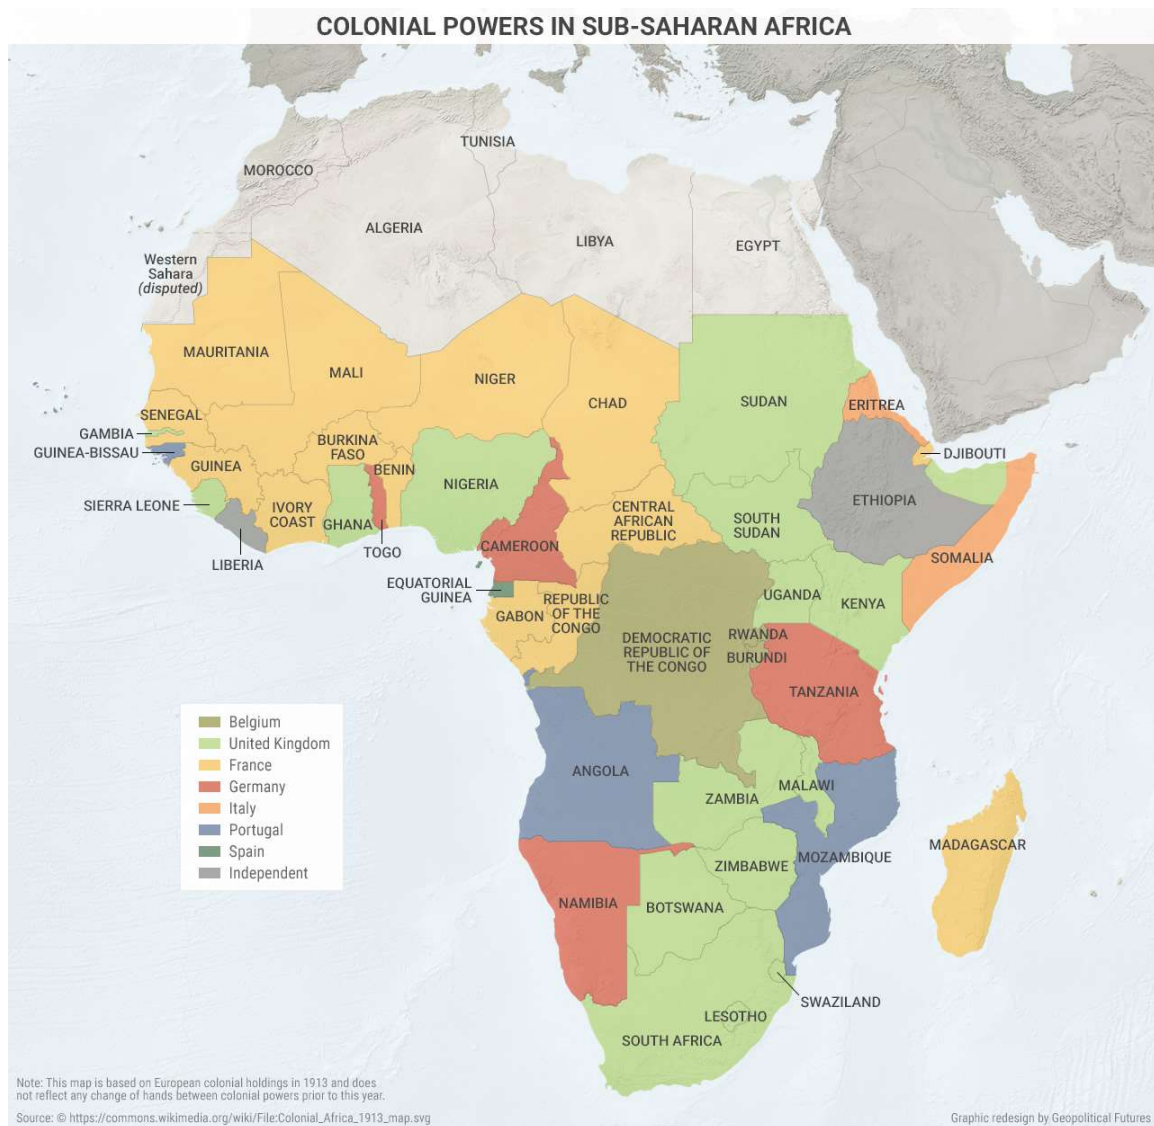 COLONIAL POWERS IN SUB-SAHARAN AFRICA
TUNISIA
MOROCCO
ALGERIA
LIBYA
EGYPT
Western
Sahara
(disputed)
MAURITANIA
MALI
NIGER
CHAD
SUDAN
ERITREA
SENEGAL
GAMBIA
GUINEA-BISSAU
GUINEA
BURKINA
FASO
BENIN
NIGERIA
DJIBOUTI
ETHIOPIA
SIERRA LEONE
IVORY
COAST
GHANA
TOGO
LIBERIA
CAMEROON
CENTRAL
AFRICAN
REPUBLIC
SOUTH
SUDAN
SOMALIA
EQUATORIAL
GUINEA
GABON
REPUBLIC
OF THE
CONGO
UGANDA
KENYA
DEMOCRATIC
REPUBLIC OF
THE CONGO
RWANDA
BURUNDI
TANZANIA
Belgium
United Kingdom
France
Germany
Italy
Portugal
Spain
Independent
ANGOLA
ZAMBIA
MALAWI
MOZAMBIQUE
MADAGASCAR
ZIMBABWE
NAMIBIA
BOTSWANA
SWAZILAND
LESOTHO
SOUTH AFRICA
Note: This map is based on European colonial holdings in 1913 and does
not reflect any change of hands between colonial powers prior to this year.
Source: © https://commons.wikimedia.org/wiki/File:Colonial_Africa_1913_map.svg
Graphic redesign by Geopolitical Futures